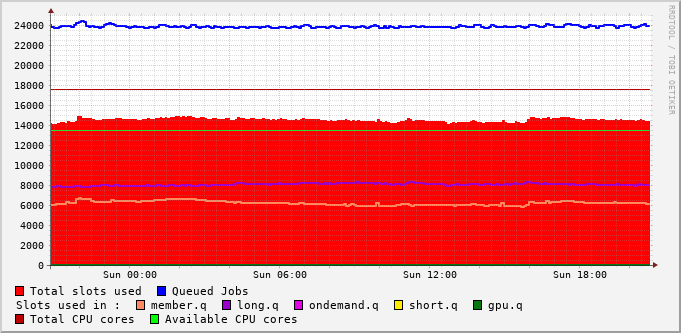 24000
22000
20000
18000
16000
14000
12000
10000
8000
6000
4000
2000
0
Sun 00:00 Sun 06:00 Sun 12:00 Sun 18:00
RRDTOOL / TOBI OETIKER
Total slots used Queued Jobs
Slots used in : member.q long.q ondemand.q short.q gpu.q
Total CPU cores Available CPU cores